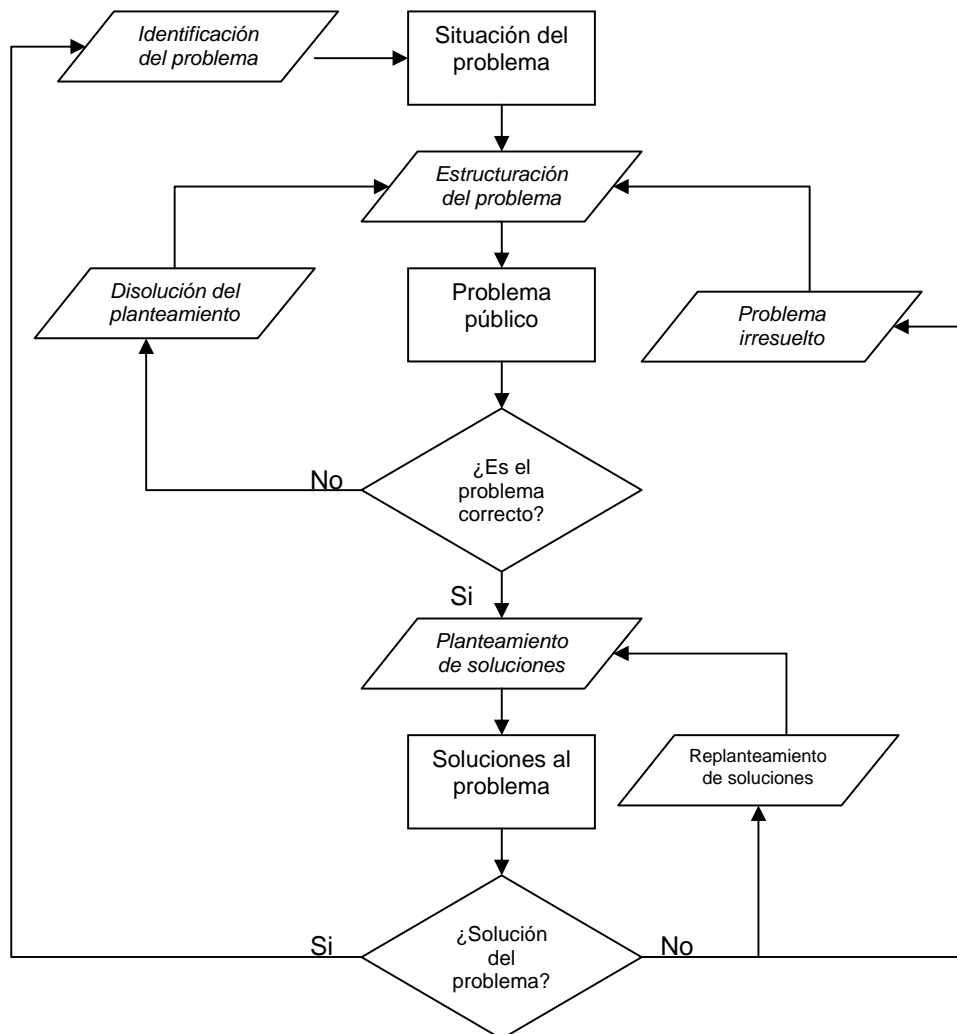 Identificación
del problema
Situación del
problema
Estructuración
del problema
Disolución del
planteamiento
Problema
público
Problema
irresuelto
¿Es el
problema
correcto?
No
Si
Planteamiento
de soluciones
Soluciones al
problema
Replanteamiento
de soluciones
¿Solución
del
problema?
Si
No